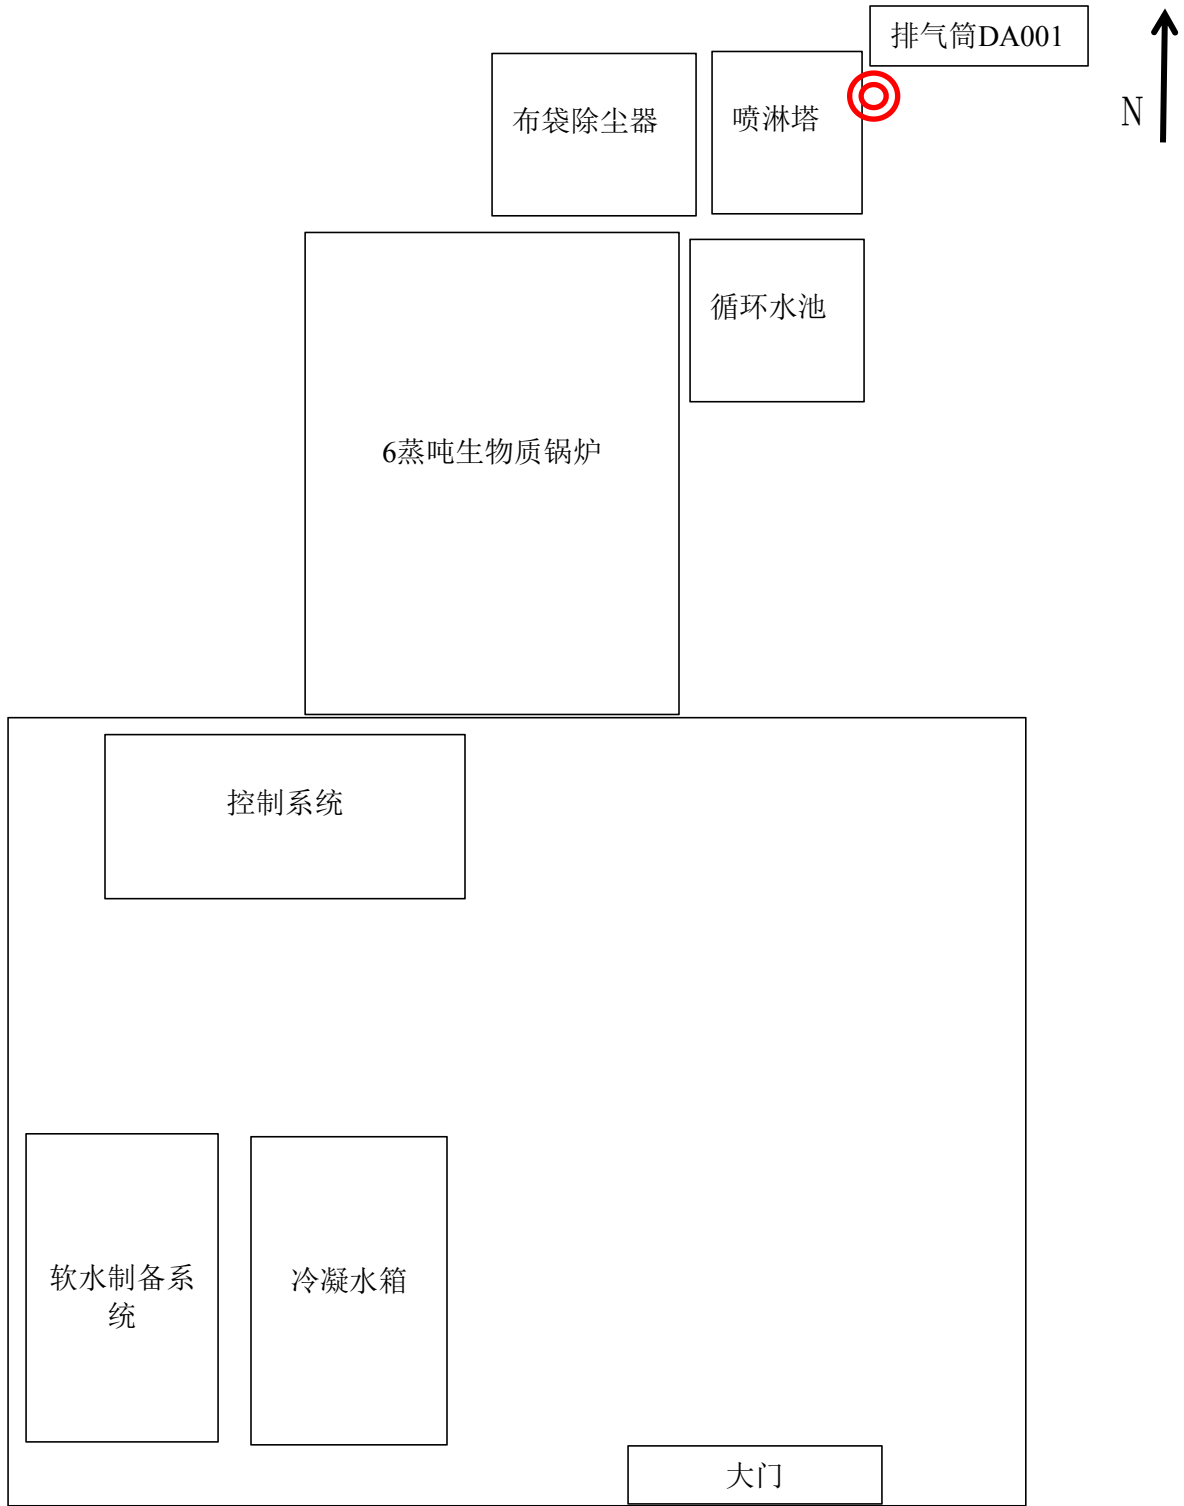 排气筒DA001
布袋除尘器
喷淋塔
N
循环水池
6蒸吨生物质锅炉
控制系统
软水制备系
统
冷凝水箱
大门